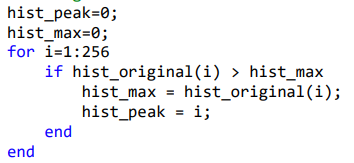 hist_peak=0;
hist_max=0;
for i=1:256
    if hist_original(i) > hist_max
        hist_max = hist_original(i);
        hist_peak = i;
    end
end